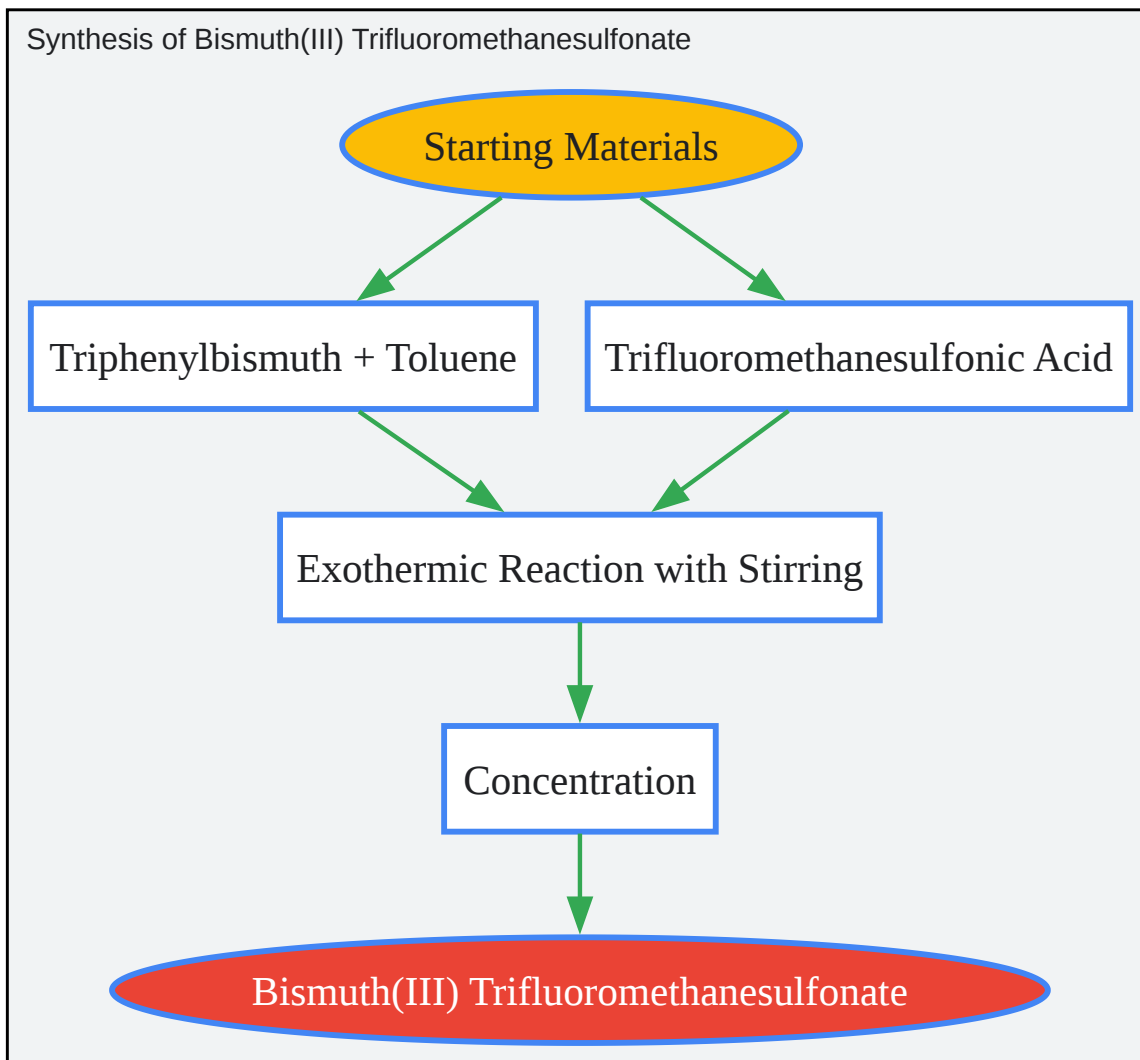 Synthesis of Bismuth(III) Trifluoromethanesulfonate
Starting Materials
Triphenylbismuth + Toluene
Trifluoromethanesulfonic Acid
Exothermic Reaction with Stirring
Concentration
Bismuth(III) Trifluoromethanesulfonate